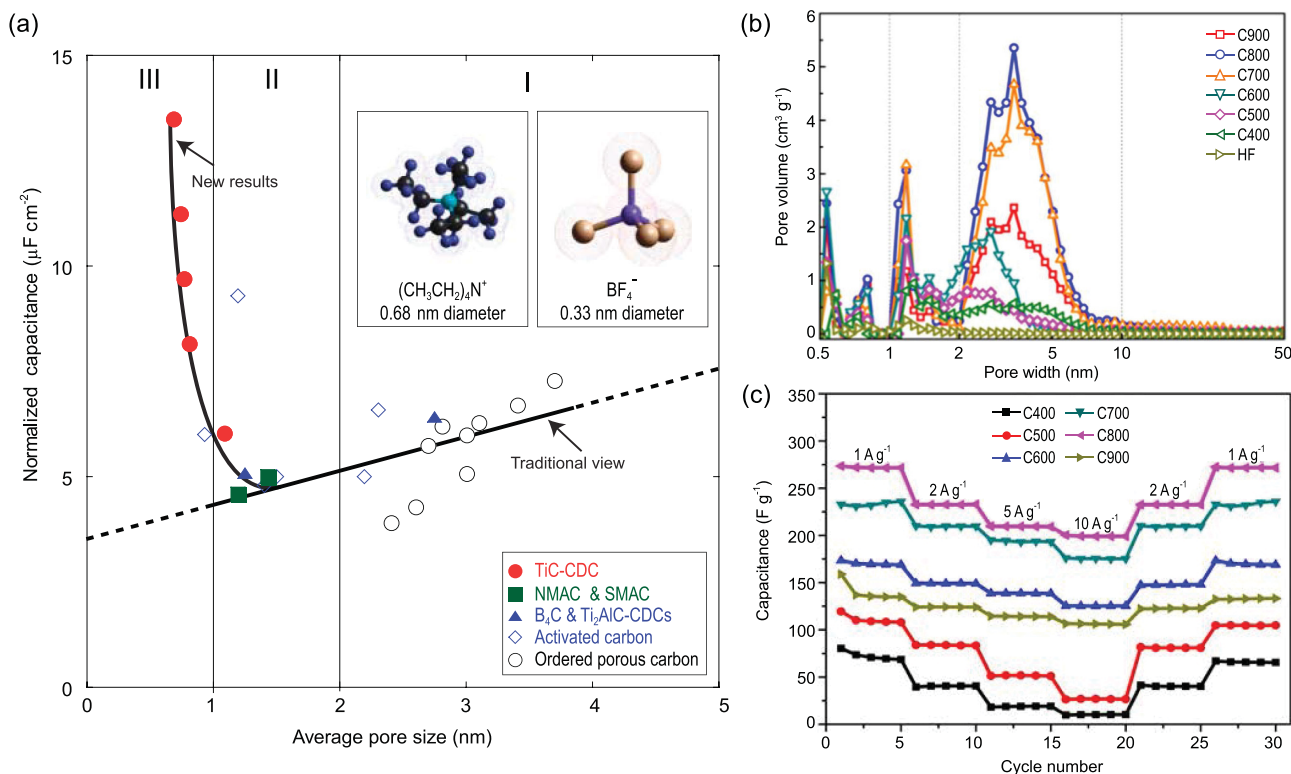 (a)
15
10
5
0
0
1
2
3
4
5
Normalized capacitance (μF cm⁻²)
Average pore size (nm)
III
II
I
New results
Traditional view
(CH₃CH₂)₄N⁺
0.68 nm diameter
BF₄⁻
0.33 nm diameter
TiC-CDC
NMAC & SMAC
B₄C & Ti₂AlC-CDCs
Activated carbon
Ordered porous carbon
(b)
6
5
4
3
2
1
0
0.5
1
2
5
10
50
Pore volume (cm³ g⁻¹)
Pore width (nm)
C900
C800
C700
C600
C500
C400
HF
(c)
350
300
250
200
150
100
50
0
0
5
10
15
20
25
30
Capacitance (F g⁻¹)
Cycle number
C400
C500
C600
C700
C800
C900
1 A g⁻¹
2 A g⁻¹
5 A g⁻¹
10 A g⁻¹
2 A g⁻¹
1 A g⁻¹